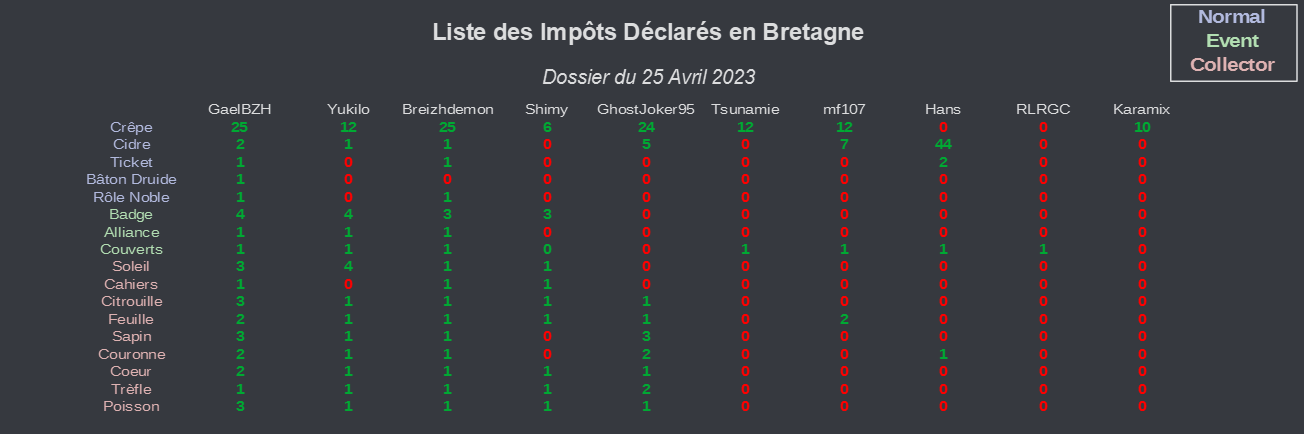 Liste des Impôts Déclarés en Bretagne
Normal
Event
Collector
Dossier du 25 Avril 2023
GaelBZH Yukilo Breizhdemon Shimy GhostJoker95 Tsunamie mf107 Hans RLRGC Karamix
Crêpe 25 12 25 6 24 12 12 0 0 10
Cidre 2 1 1 0 5 0 7 44 0 0
Ticket 1 0 1 0 0 0 0 2 0 0
Bâton Druide 1 0 0 0 0 0 0 0 0 0
Rôle Noble 1 0 1 0 0 0 0 0 0 0
Badge 4 4 3 3 0 0 0 0 0 0
Alliance 1 1 1 0 0 0 0 0 0 0
Couverts 1 1 1 0 0 1 1 1 1 0
Soleil 3 4 1 1 0 0 0 0 0 0
Cahiers 1 0 1 1 0 0 0 0 0 0
Citrouille 3 1 1 1 1 0 0 0 0 0
Feuille 2 1 1 1 1 0 2 0 0 0
Sapin 3 1 1 0 3 0 0 0 0 0
Couronne 2 1 1 0 2 0 0 1 0 0
Coeur 2 1 1 1 1 0 0 0 0 0
Trèfle 1 1 1 1 2 0 0 0 0 0
Poisson 3 1 1 1 1 0 0 0 0 0